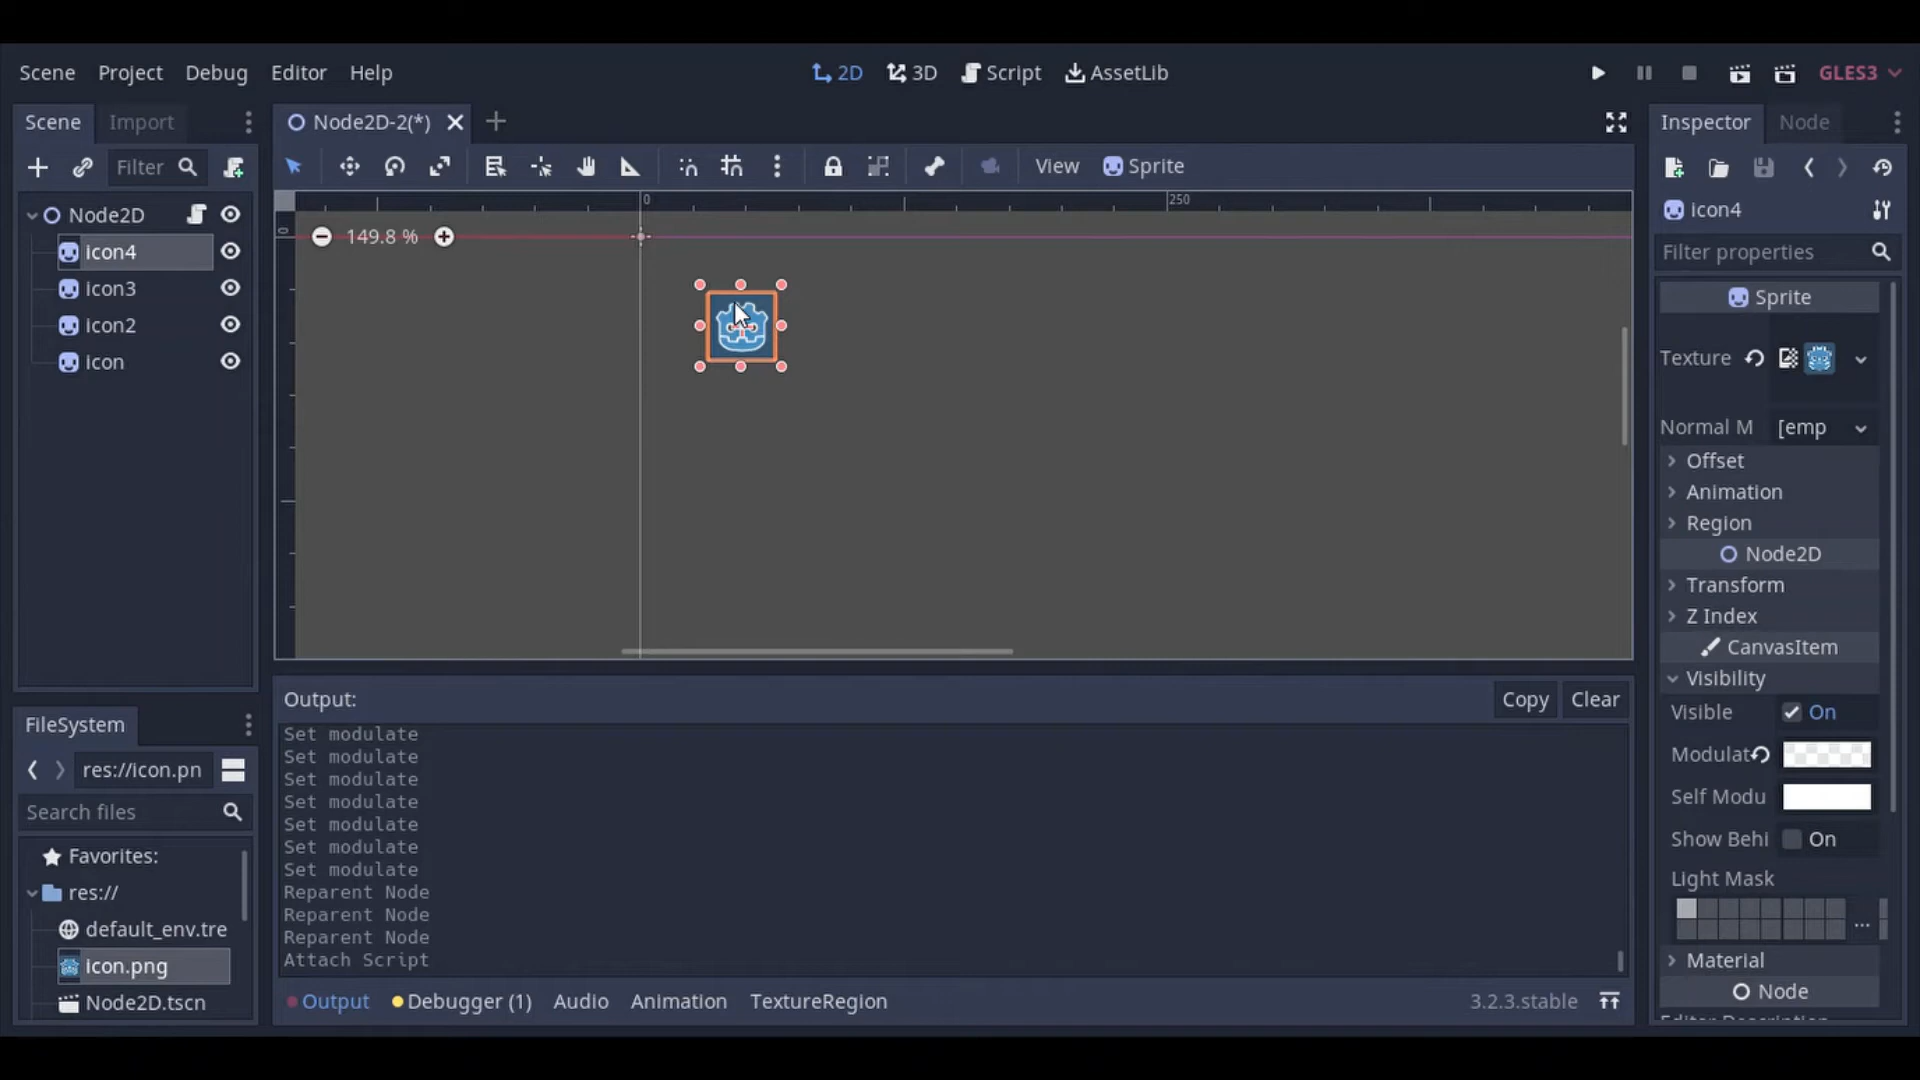 Scene Project Debug Editor Help 2D 3D Script AssetLib GLES3
Scene Import Node2D-2(*) Inspector Node
Filter View Sprite
Node2D
icon4
icon3
icon2
icon
0 250
0
149.8 %
icon4
Filter properties
Sprite
Texture
Normal M [emp
Offset
Animation
Region
Node2D
Transform
Z Index
CanvasItem
Visibility
Visible On
Modulat
Self Modu
Show Behi On
Light Mask
Material
Node
Output: Copy Clear
Set modulate
Set modulate
Set modulate
Set modulate
Set modulate
Set modulate
Set modulate
Reparent Node
Reparent Node
Reparent Node
Attach Script
Output Debugger (1) Audio Animation TextureRegion 3.2.3.stable
FileSystem
res://icon.pn
Search files
Favorites:
res://
default_env.tre
icon.png
Node2D.tscn